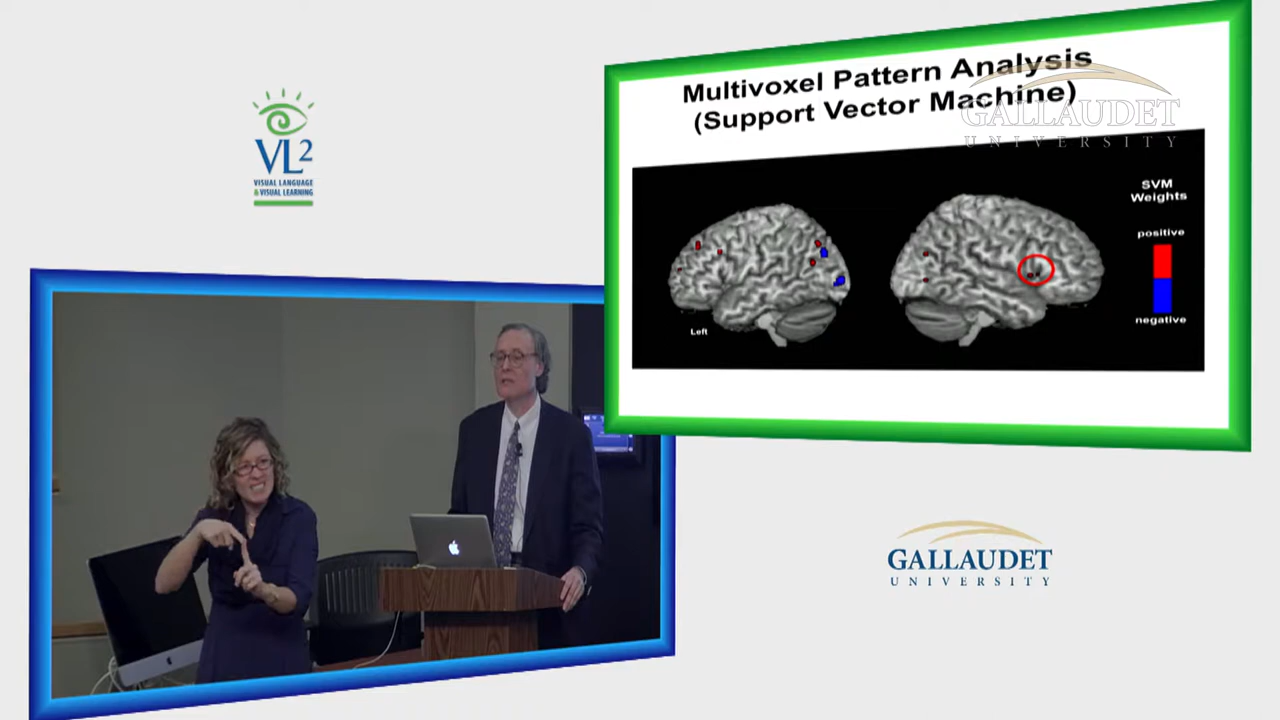 VL2
VISUAL LANGUAGE
& VISUAL LEARNING
Multivoxel Pattern Analysis
(Support Vector Machine)
GALLAUDET
UNIVERSITY
SVM
Weights
positive
negative
Left
GALLAUDET
UNIVERSITY